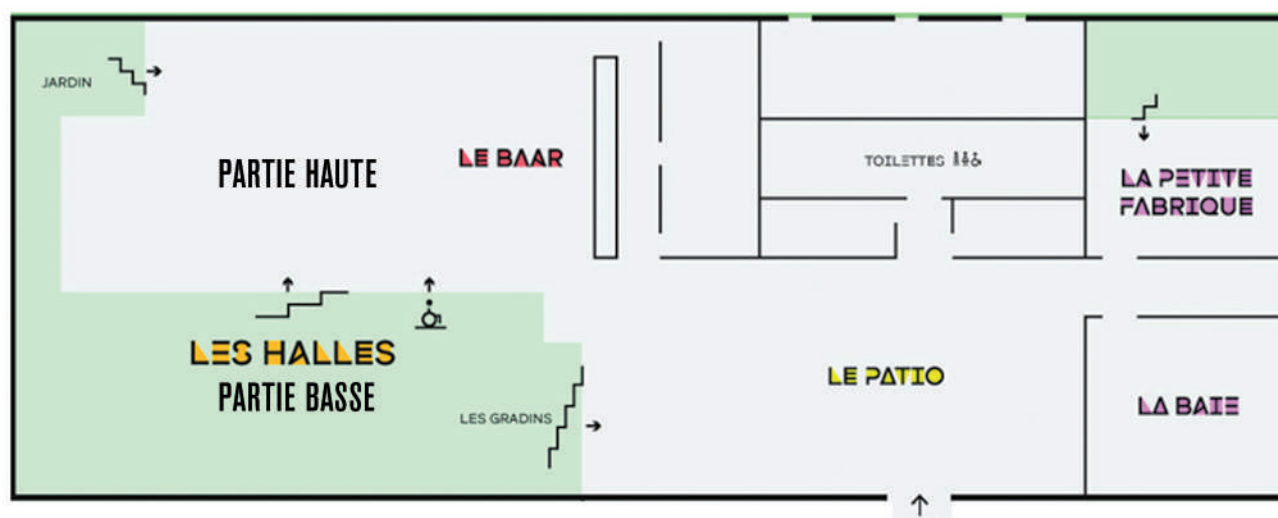 JARDIN
PARTIE HAUTE
LE BAAR
TOILETTES
LA PETITE
FABRIQUE
LES HALLES
PARTIE BASSE
LES GRADINS
LE PATIO
LA BAIE